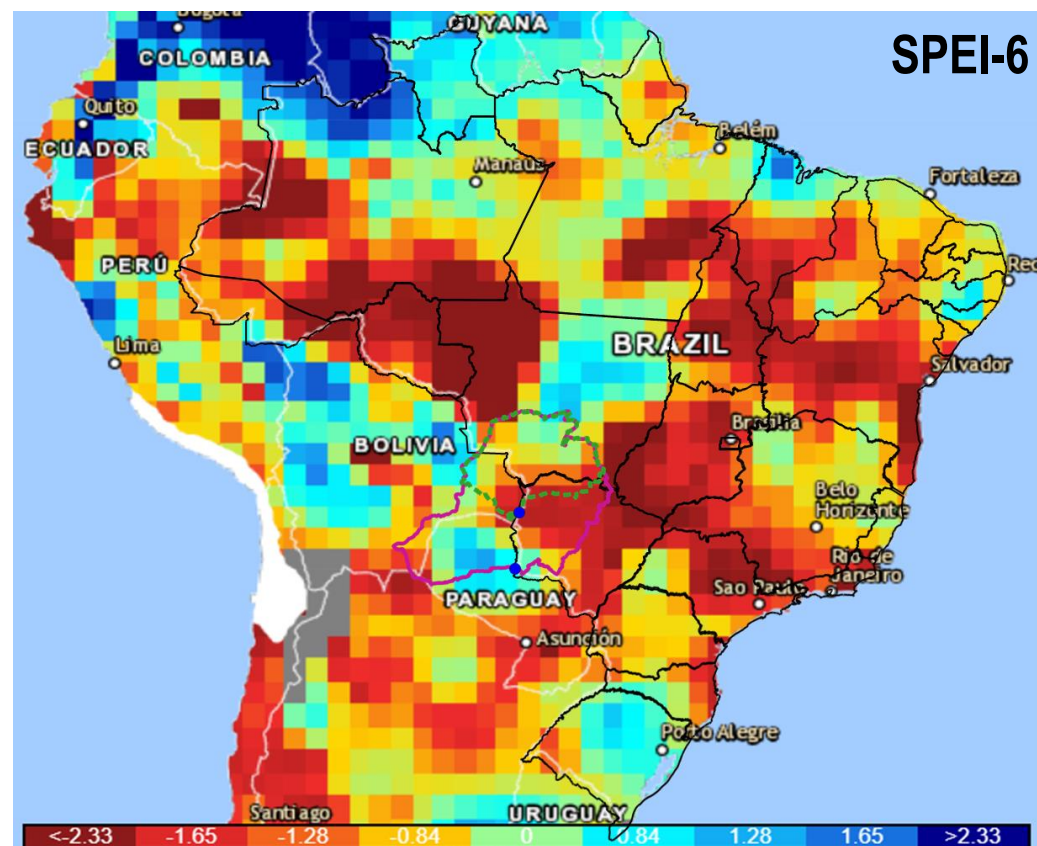 Bogotá
GUYANA
SPEI-6
COLOMBIA
Quito
ECUADOR
Belém
Manaus
Fortaleza
PERÚ
Rec
BRAZIL
Lima
Salvador
Brasilia
BOLIVIA
Belo
Horizonte
Rio de
Janeiro
Sao Paulo
PARAGUAY
Asunción
Porto Alegre
Santiago
URUGUAY
<-2.33 -1.65 -1.28 -0.84 0 0.84 1.28 1.65 >2.33